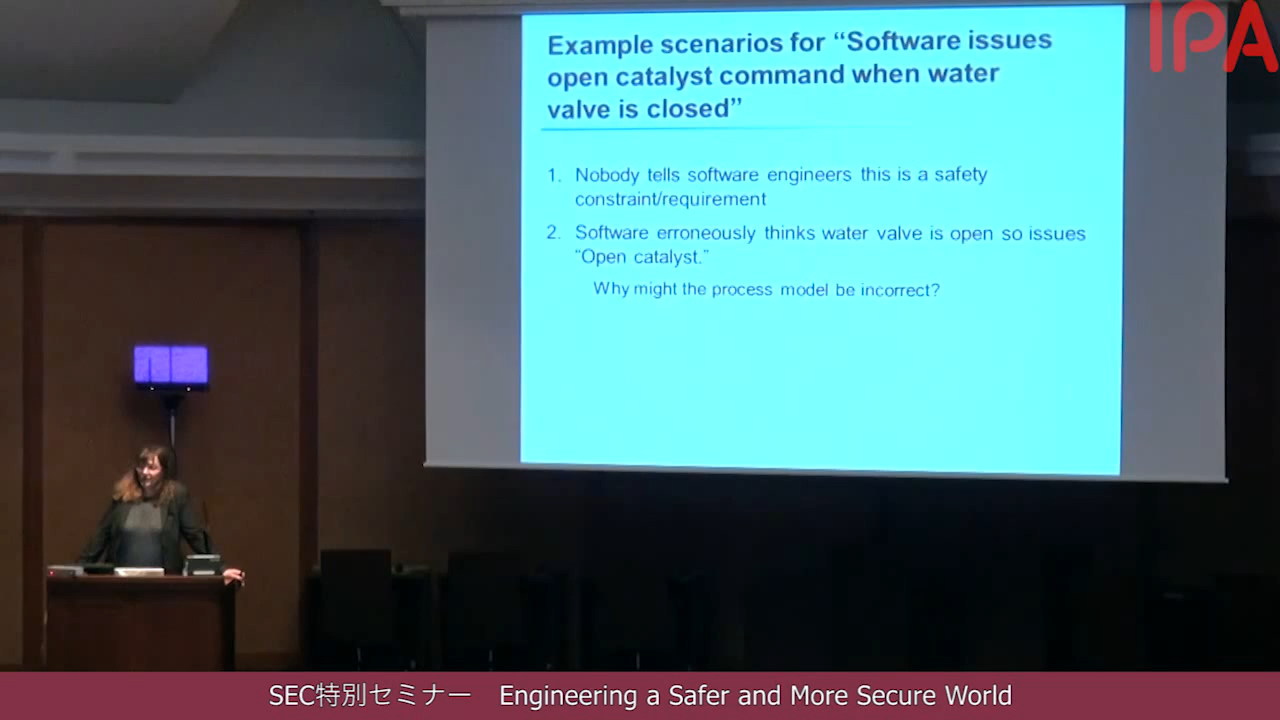 IPA
Example scenarios for “Software issues
open catalyst command when water
valve is closed”
1. Nobody tells software engineers this is a safety
constraint/requirement
2. Software erroneously thinks water valve is open so issues
“Open catalyst.”
Why might the process model be incorrect?
SEC特別セミナー Engineering a Safer and More Secure World